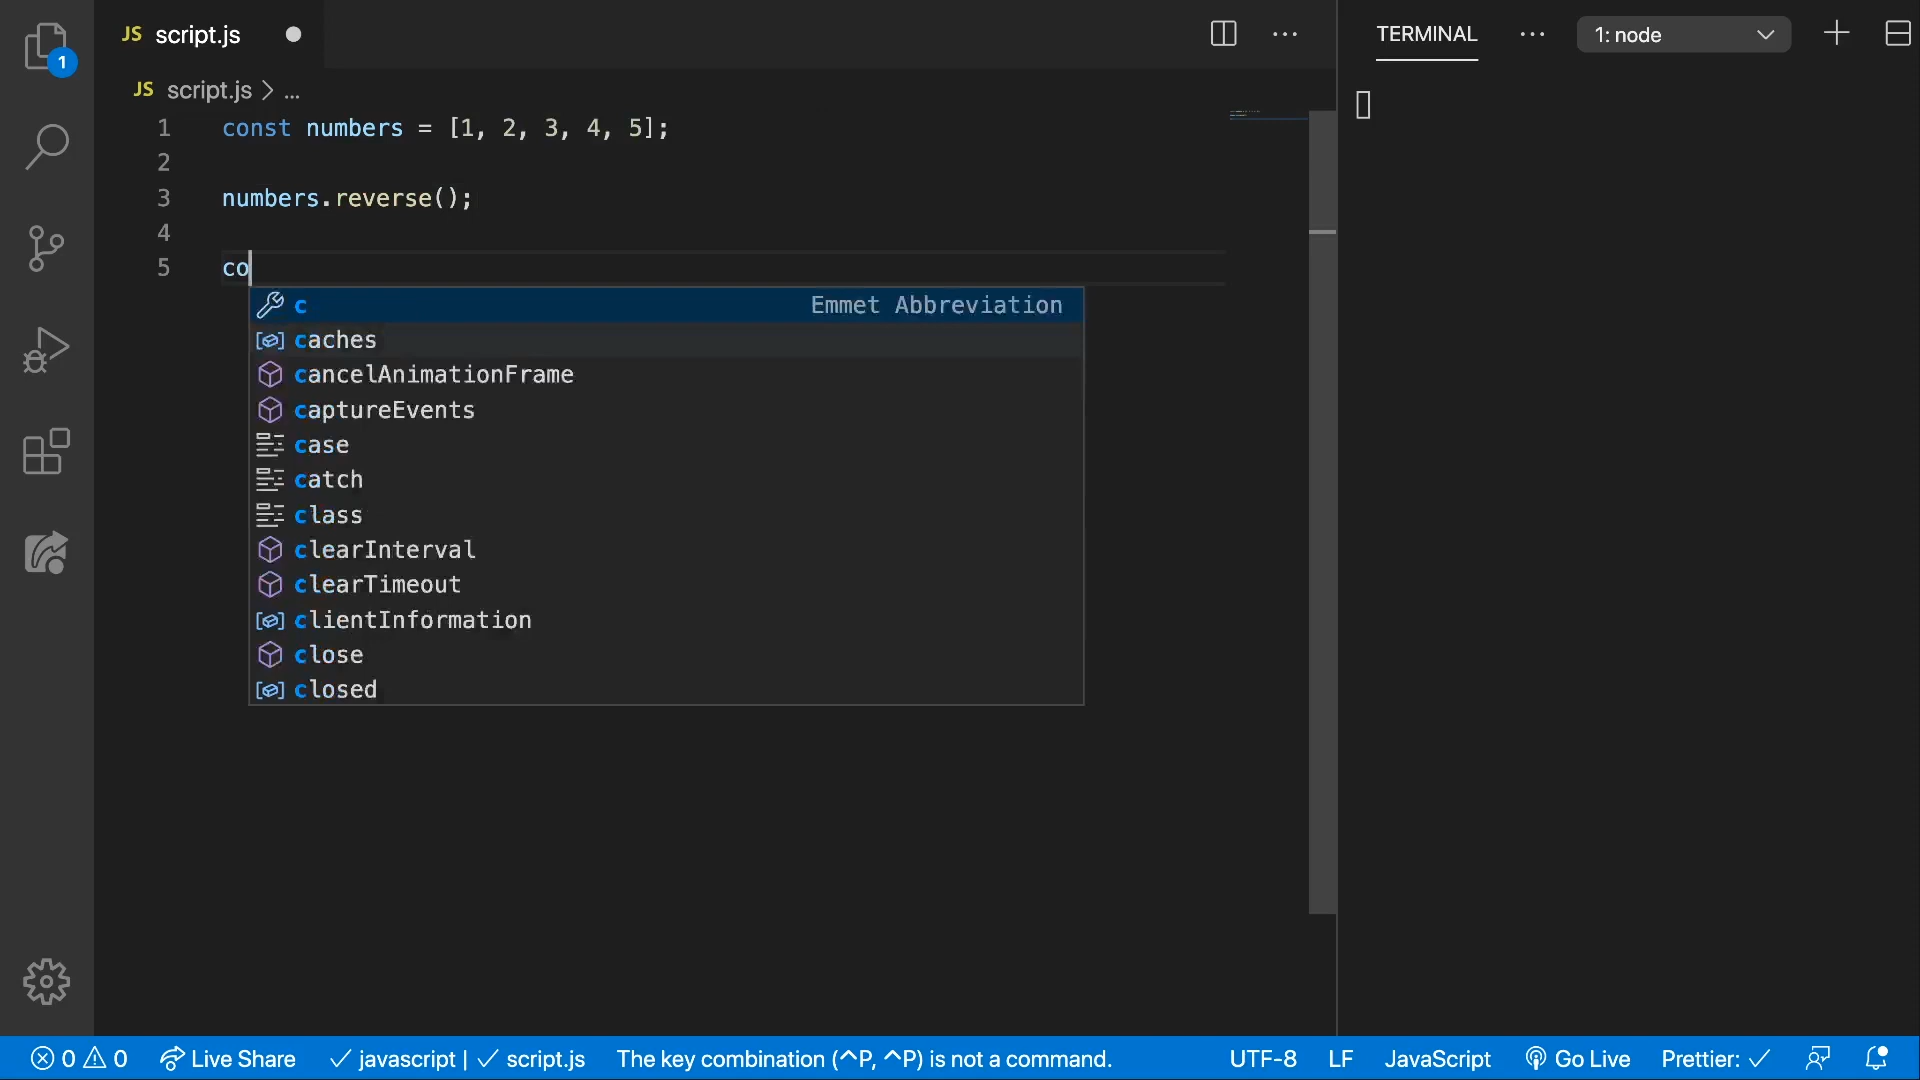 JS script.js
TERMINAL
1: node
1
JS script.js > ...
1 const numbers = [1, 2, 3, 4, 5];
2
3 numbers.reverse();
4
5 co
c Emmet Abbreviation
caches
cancelAnimationFrame
captureEvents
case
catch
class
clearInterval
clearTimeout
clientInformation
close
closed
0 0 Live Share javascript | script.js The key combination (^P, ^P) is not a command. UTF-8 LF JavaScript Go Live Prettier: ✓